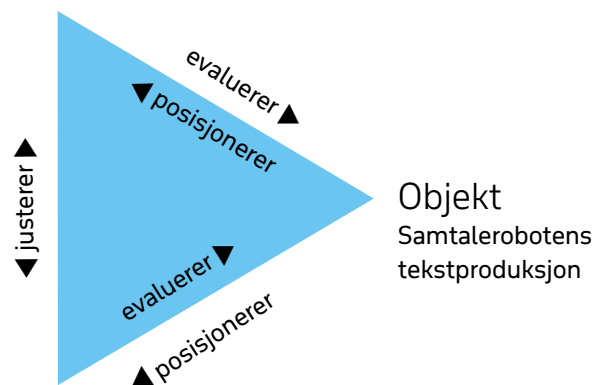 evaluerer
posisjonerer
justerer
Objekt
Samtalerobotens
tekstproduksjon
evaluerer
posisjonerer